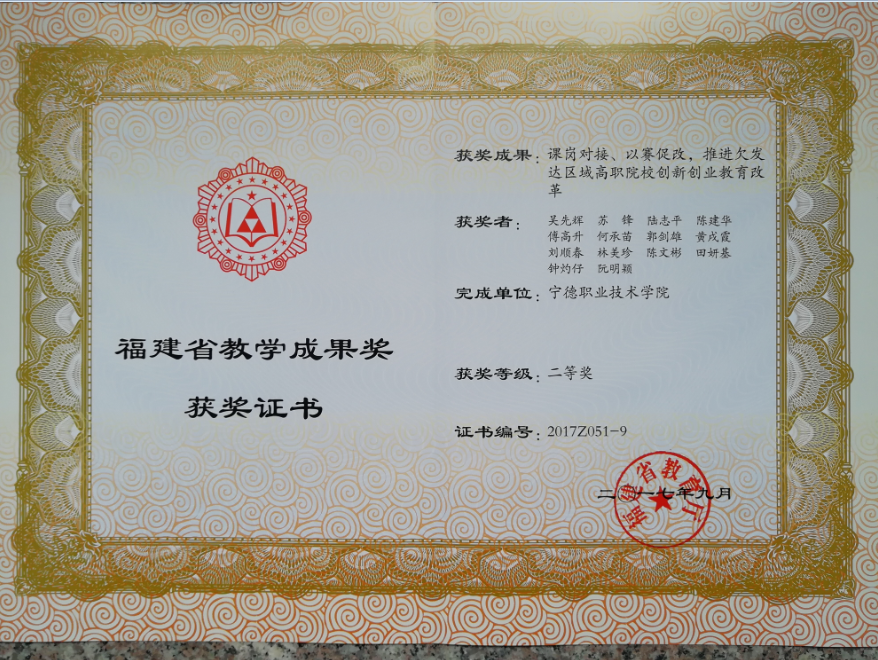 福建省教学成果奖
获奖证书
获奖成果：课岗对接、以赛促改，推进欠发
达区域高职院校创新创业教育改
革
获奖者：吴先辉 苏锋 陆志平 陈建华
傅高升 何承苗 郭剑雄 黄戍霞
刘顺春 林美珍 陈文彬 田妍基
钟灼仔 阮明颖
完成单位：宁德职业技术学院
获奖等级：二等奖
证书编号：2017Z051-9
二〇一七年九月
福建省教育厅